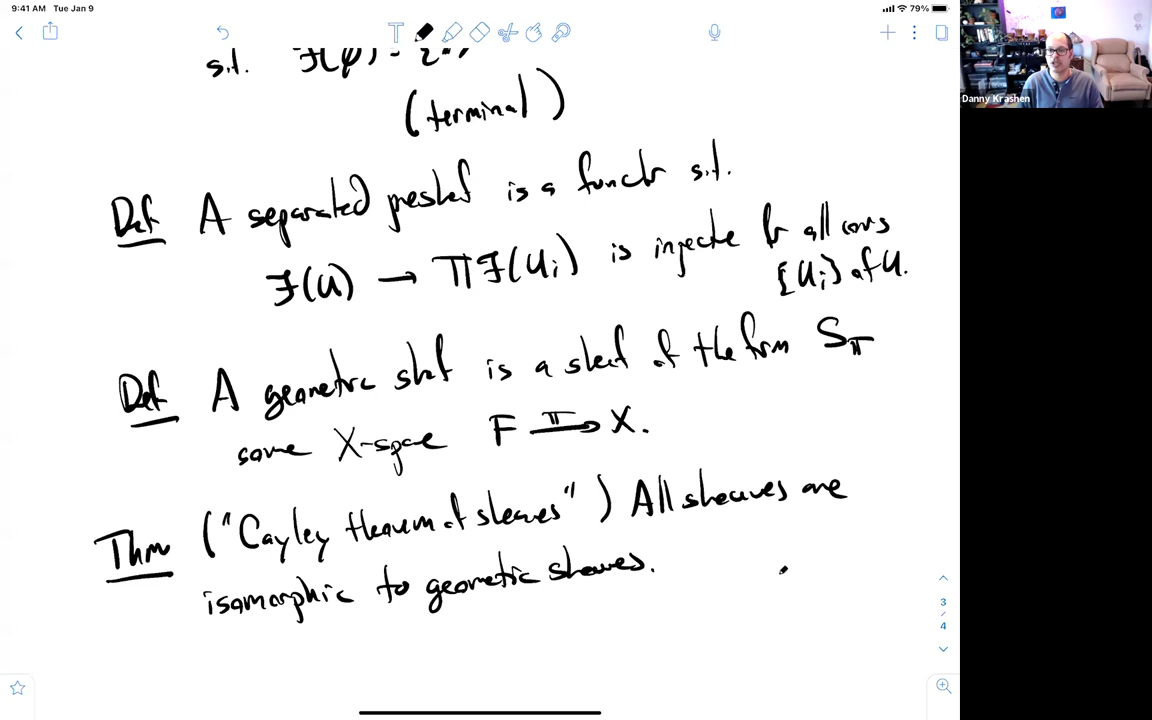 9:41 AM Tue Jan 9
79%
Danny Krashen
s.t.
(terminal)
Def A separated presheaf is a functor s.t.
F(U) → ΠF(Ui) is injective for all covs
{Ui} of U.
Def A geometric sheaf is a sheaf of the form Sπ
some X-space F π→ X.
Thm ("Cayley theorem of sheaves") All sheaves are
isomorphic to geometric sheaves.
3
/
4